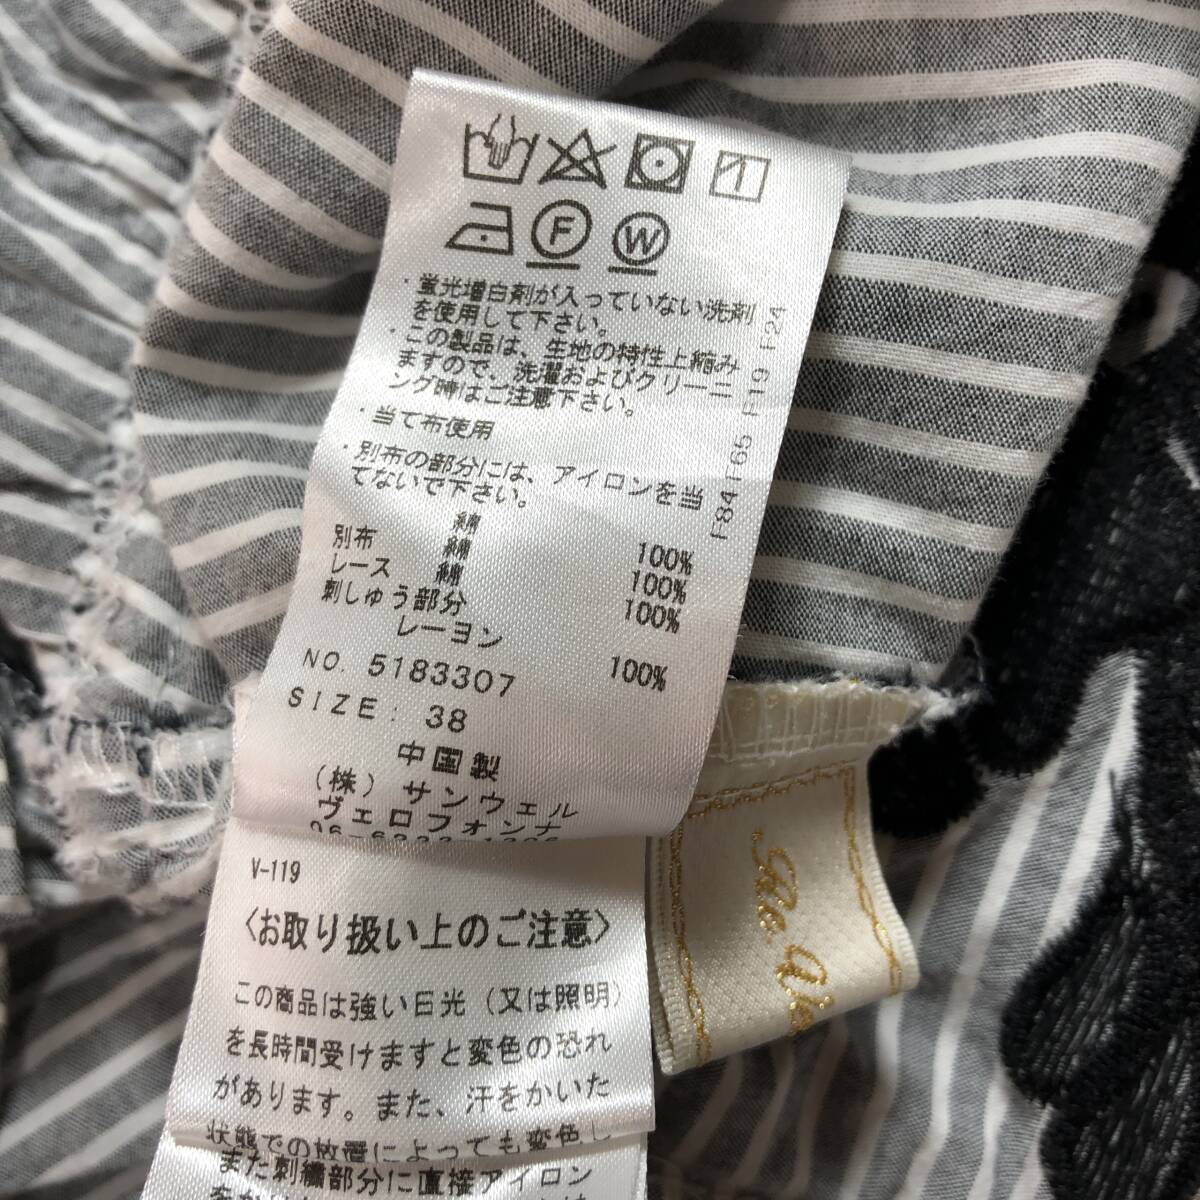 F
W
・蛍光増白剤が入っていない洗剤
を使用して下さい。
・この製品は、生地の特性上縮み
ますので、洗濯およびクリーニ
ング時はご注意下さい。
・当て布使用
・別布の部分には、アイロンを当
てないで下さい。
綿 100%
別布 綿 100%
レース 綿 100%
刺しゅう部分
レーヨン 100%
NO. 5183307
SIZE: 38
中国製
(株) サンウェル
ヴェロフォンナ
F84 F65 F19 F24
V-119
〈お取り扱い上のご注意〉
この商品は強い日光(又は照明)
を長時間受けますと変色の恐れ
があります。また、汗をかいた
状態での放置によっても変色し
また刺繍部分に直接アイロン